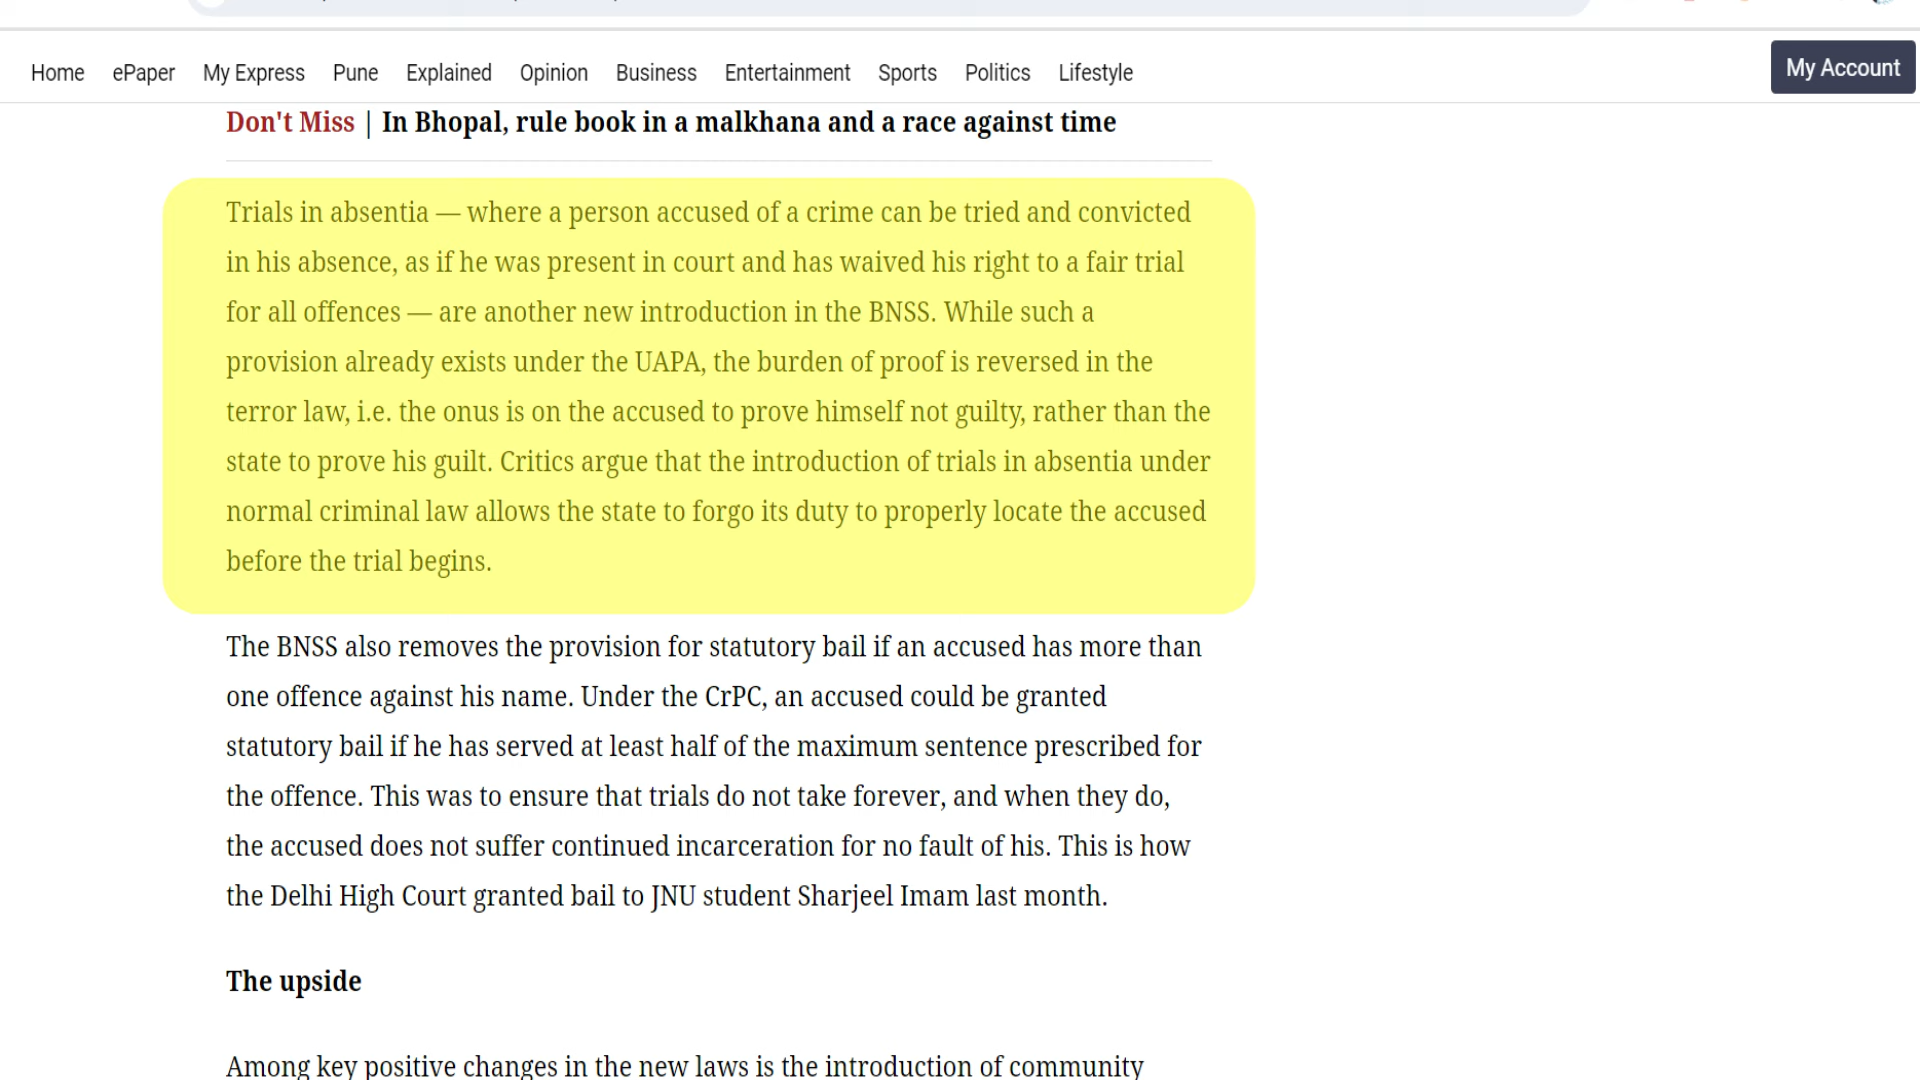 Home ePaper My Express Pune Explained Opinion Business Entertainment Sports Politics Lifestyle My Account
Don't Miss | In Bhopal, rule book in a malkhana and a race against time
Trials in absentia — where a person accused of a crime can be tried and convicted
in his absence, as if he was present in court and has waived his right to a fair trial
for all offences — are another new introduction in the BNSS. While such a
provision already exists under the UAPA, the burden of proof is reversed in the
terror law, i.e. the onus is on the accused to prove himself not guilty, rather than the
state to prove his guilt. Critics argue that the introduction of trials in absentia under
normal criminal law allows the state to forgo its duty to properly locate the accused
before the trial begins.
The BNSS also removes the provision for statutory bail if an accused has more than
one offence against his name. Under the CrPC, an accused could be granted
statutory bail if he has served at least half of the maximum sentence prescribed for
the offence. This was to ensure that trials do not take forever, and when they do,
the accused does not suffer continued incarceration for no fault of his. This is how
the Delhi High Court granted bail to JNU student Sharjeel Imam last month.
The upside
Among key positive changes in the new laws is the introduction of community